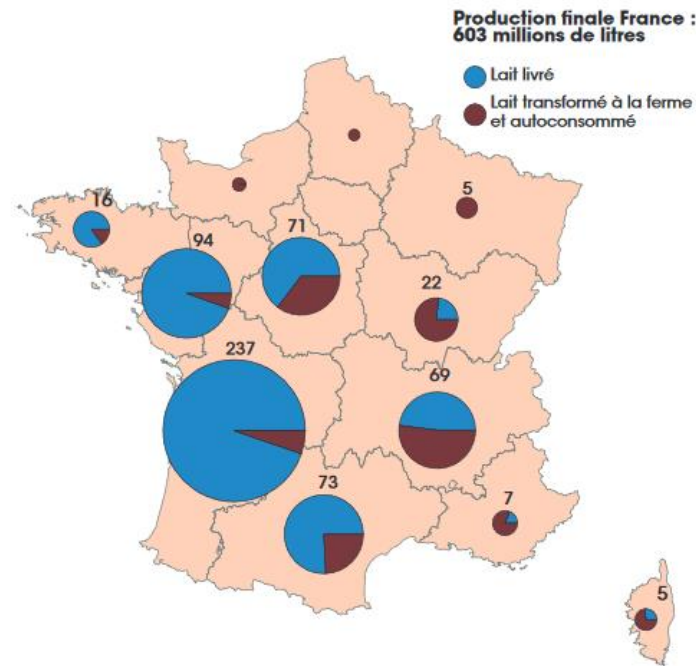 Production finale France :
603 millions de litres
Lait livré
Lait transformé à la ferme
et autoconsommé
5
16
71
94
22
237
69
73
7
5